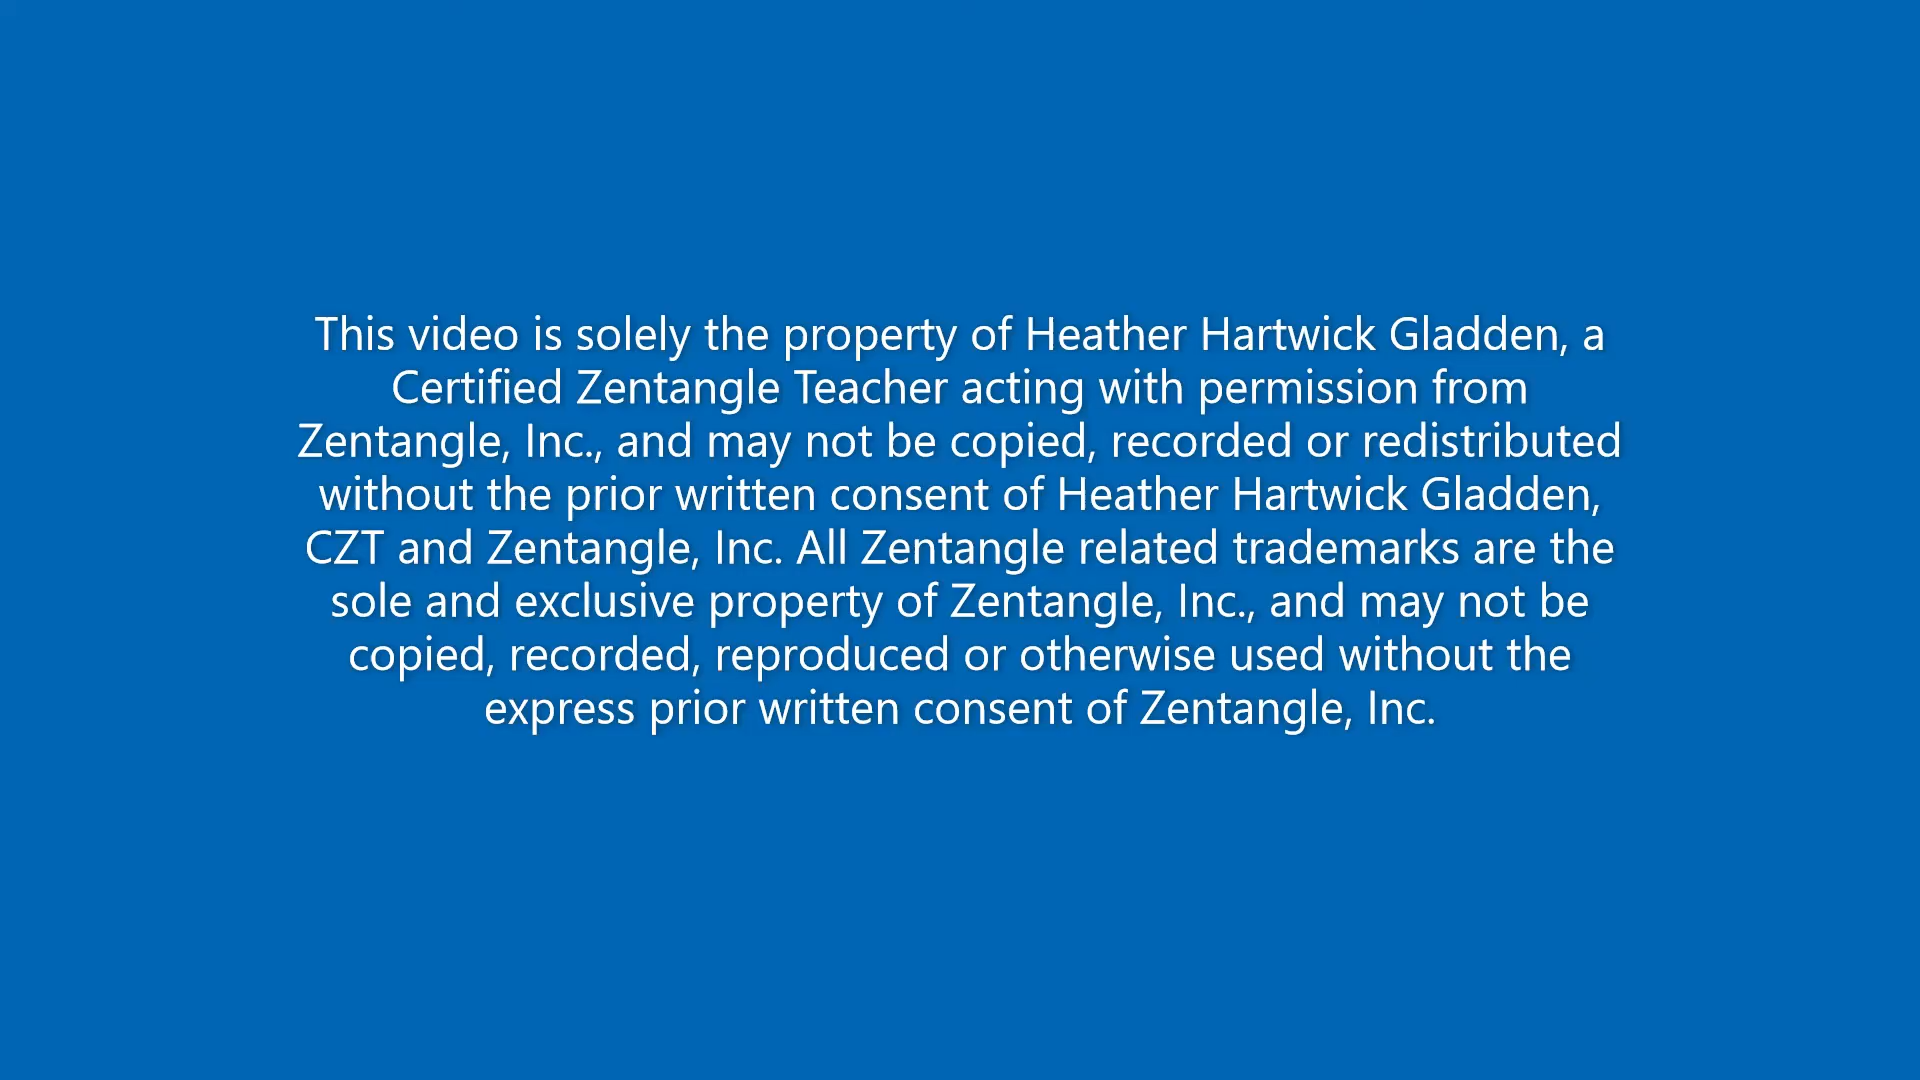 This video is solely the property of Heather Hartwick Gladden, a
Certified Zentangle Teacher acting with permission from
Zentangle, Inc., and may not be copied, recorded or redistributed
without the prior written consent of Heather Hartwick Gladden,
CZT and Zentangle, Inc. All Zentangle related trademarks are the
sole and exclusive property of Zentangle, Inc., and may not be
copied, recorded, reproduced or otherwise used without the
express prior written consent of Zentangle, Inc.